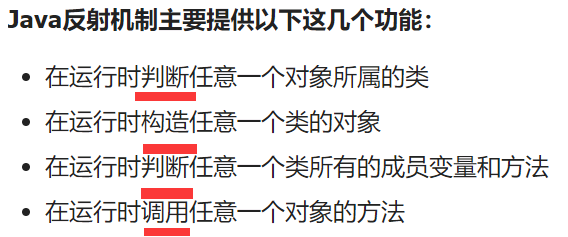 Java反射机制主要提供以下这几个功能：
在运行时判断任意一个对象所属的类
在运行时构造任意一个类的对象
在运行时判断任意一个类所有的成员变量和方法
在运行时调用任意一个对象的方法